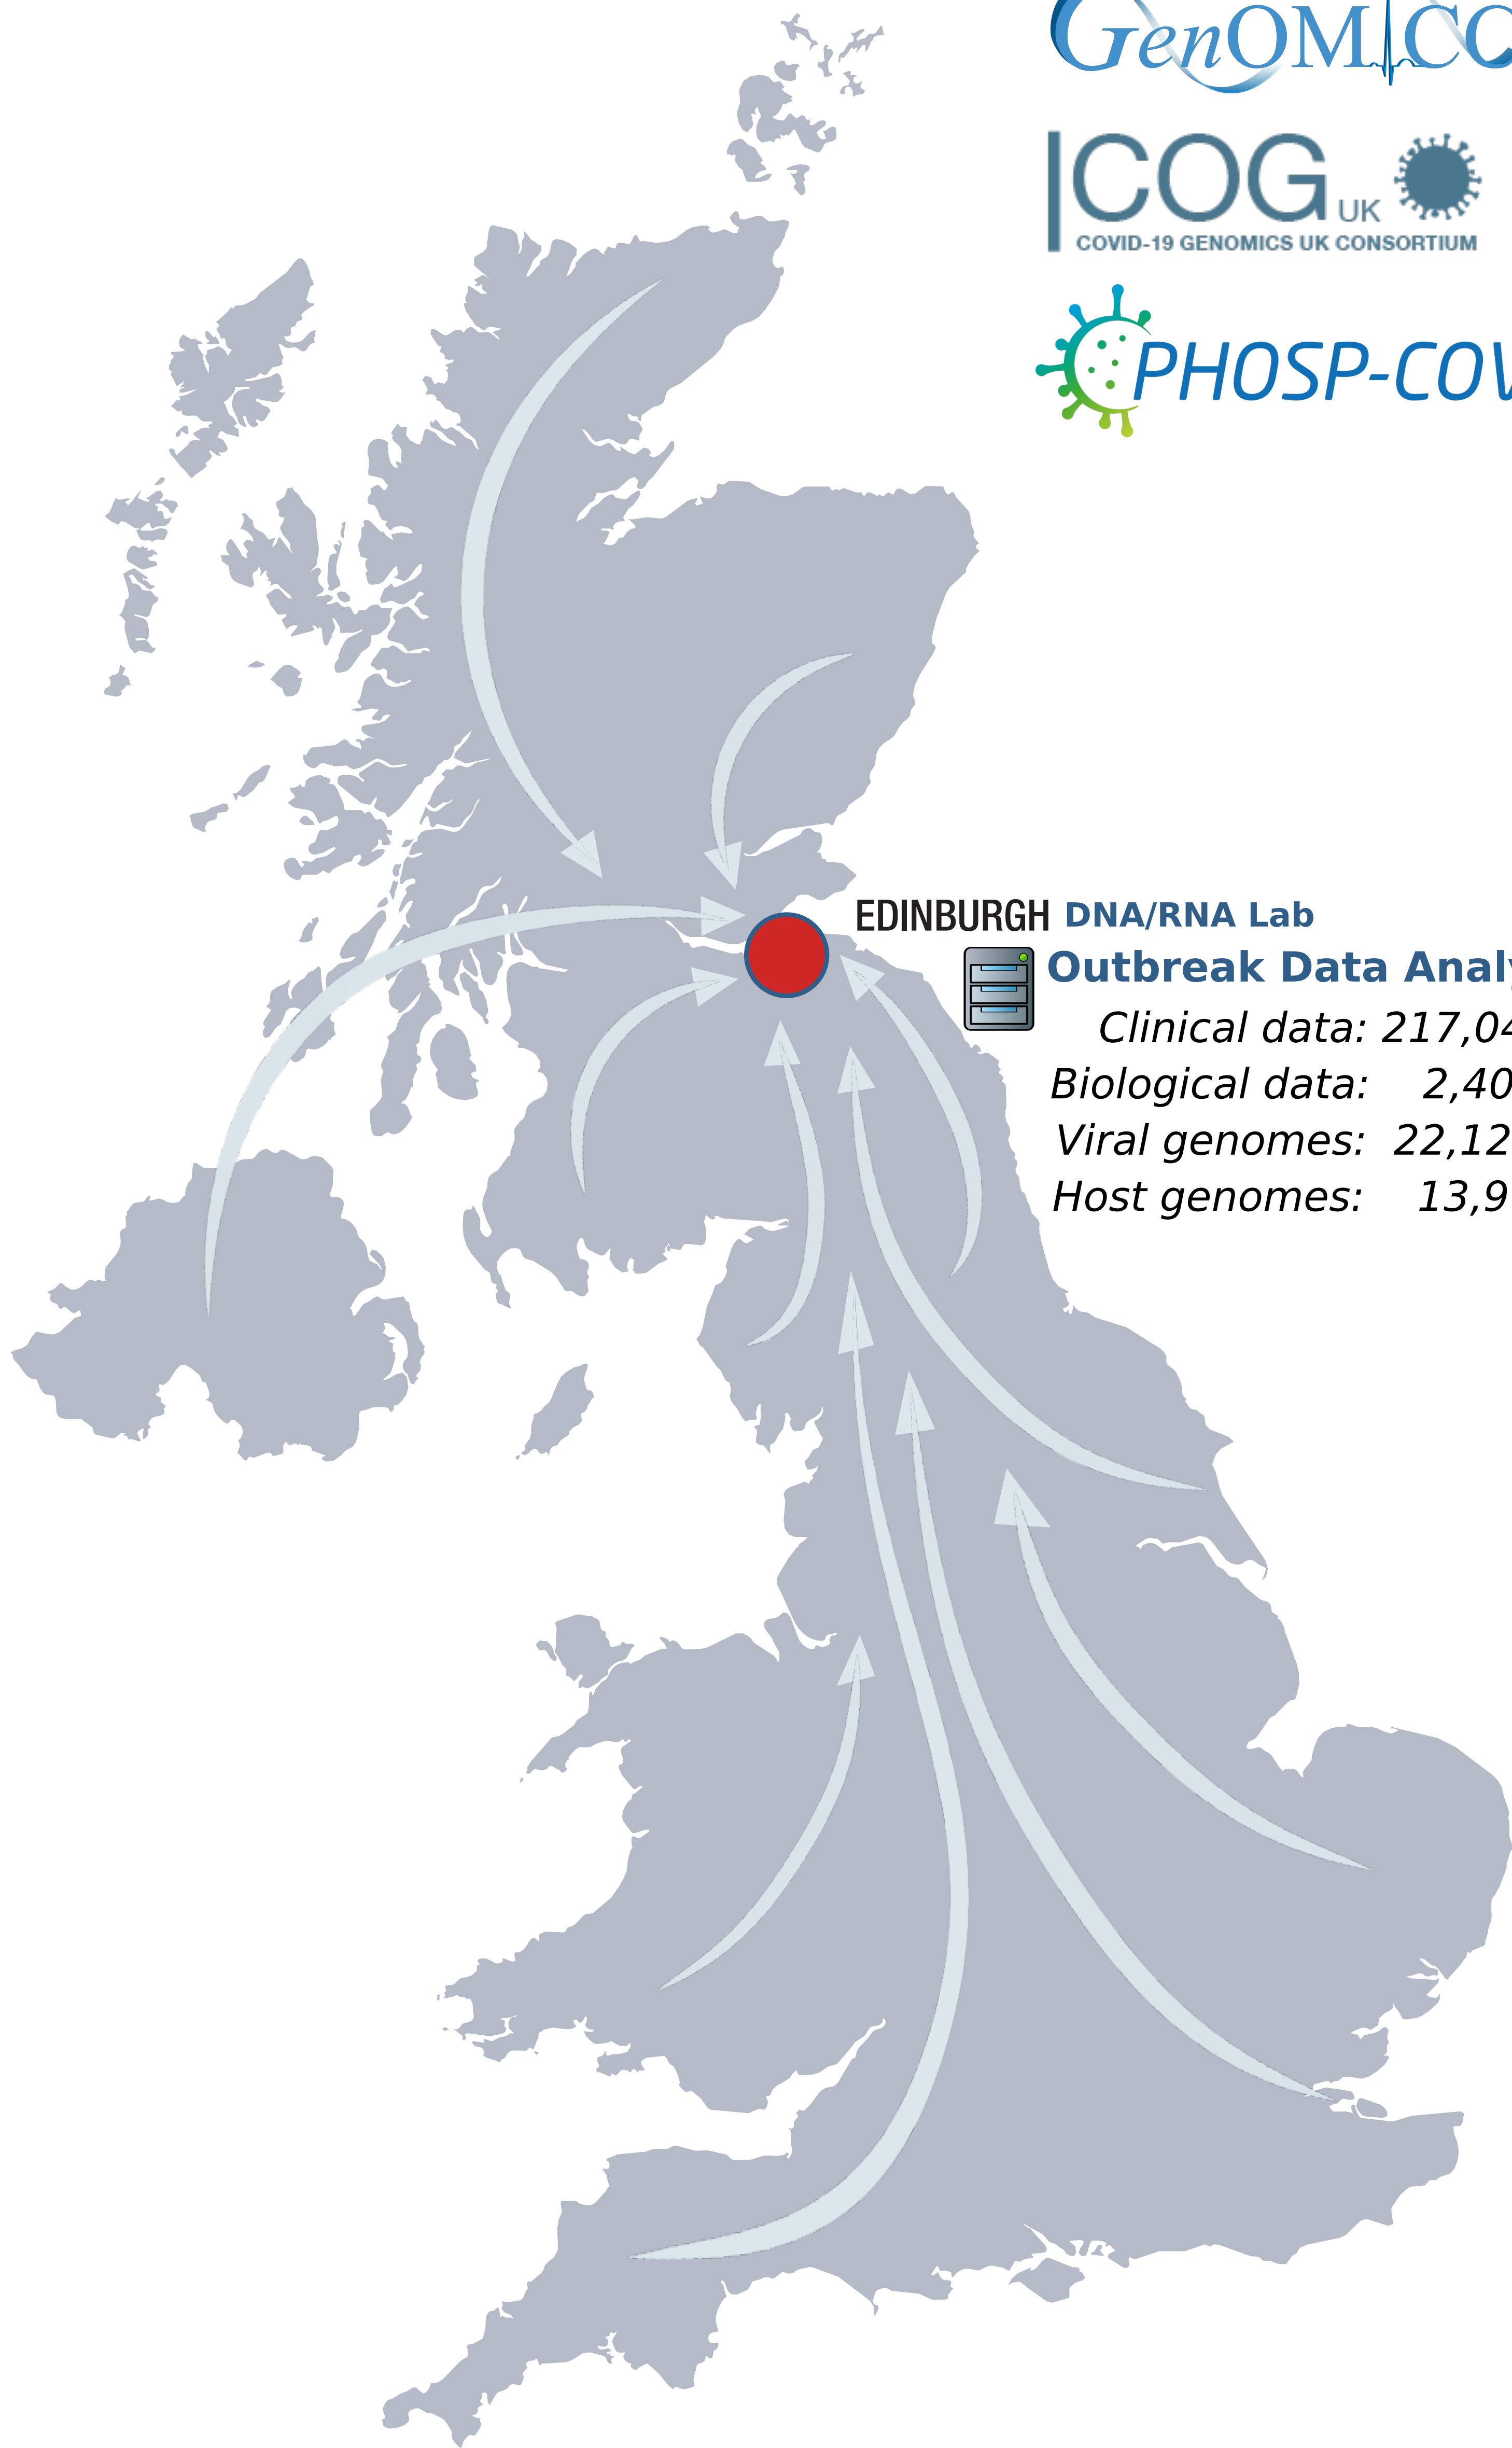 GenOMICC
COG UK
COVID-19 GENOMICS UK CONSORTIUM
PHOSP-COV
EDINBURGH DNA/RNA Lab
Outbreak Data Analy
Clinical data: 217,04
Biological data: 2,40
Viral genomes: 22,12
Host genomes: 13,9